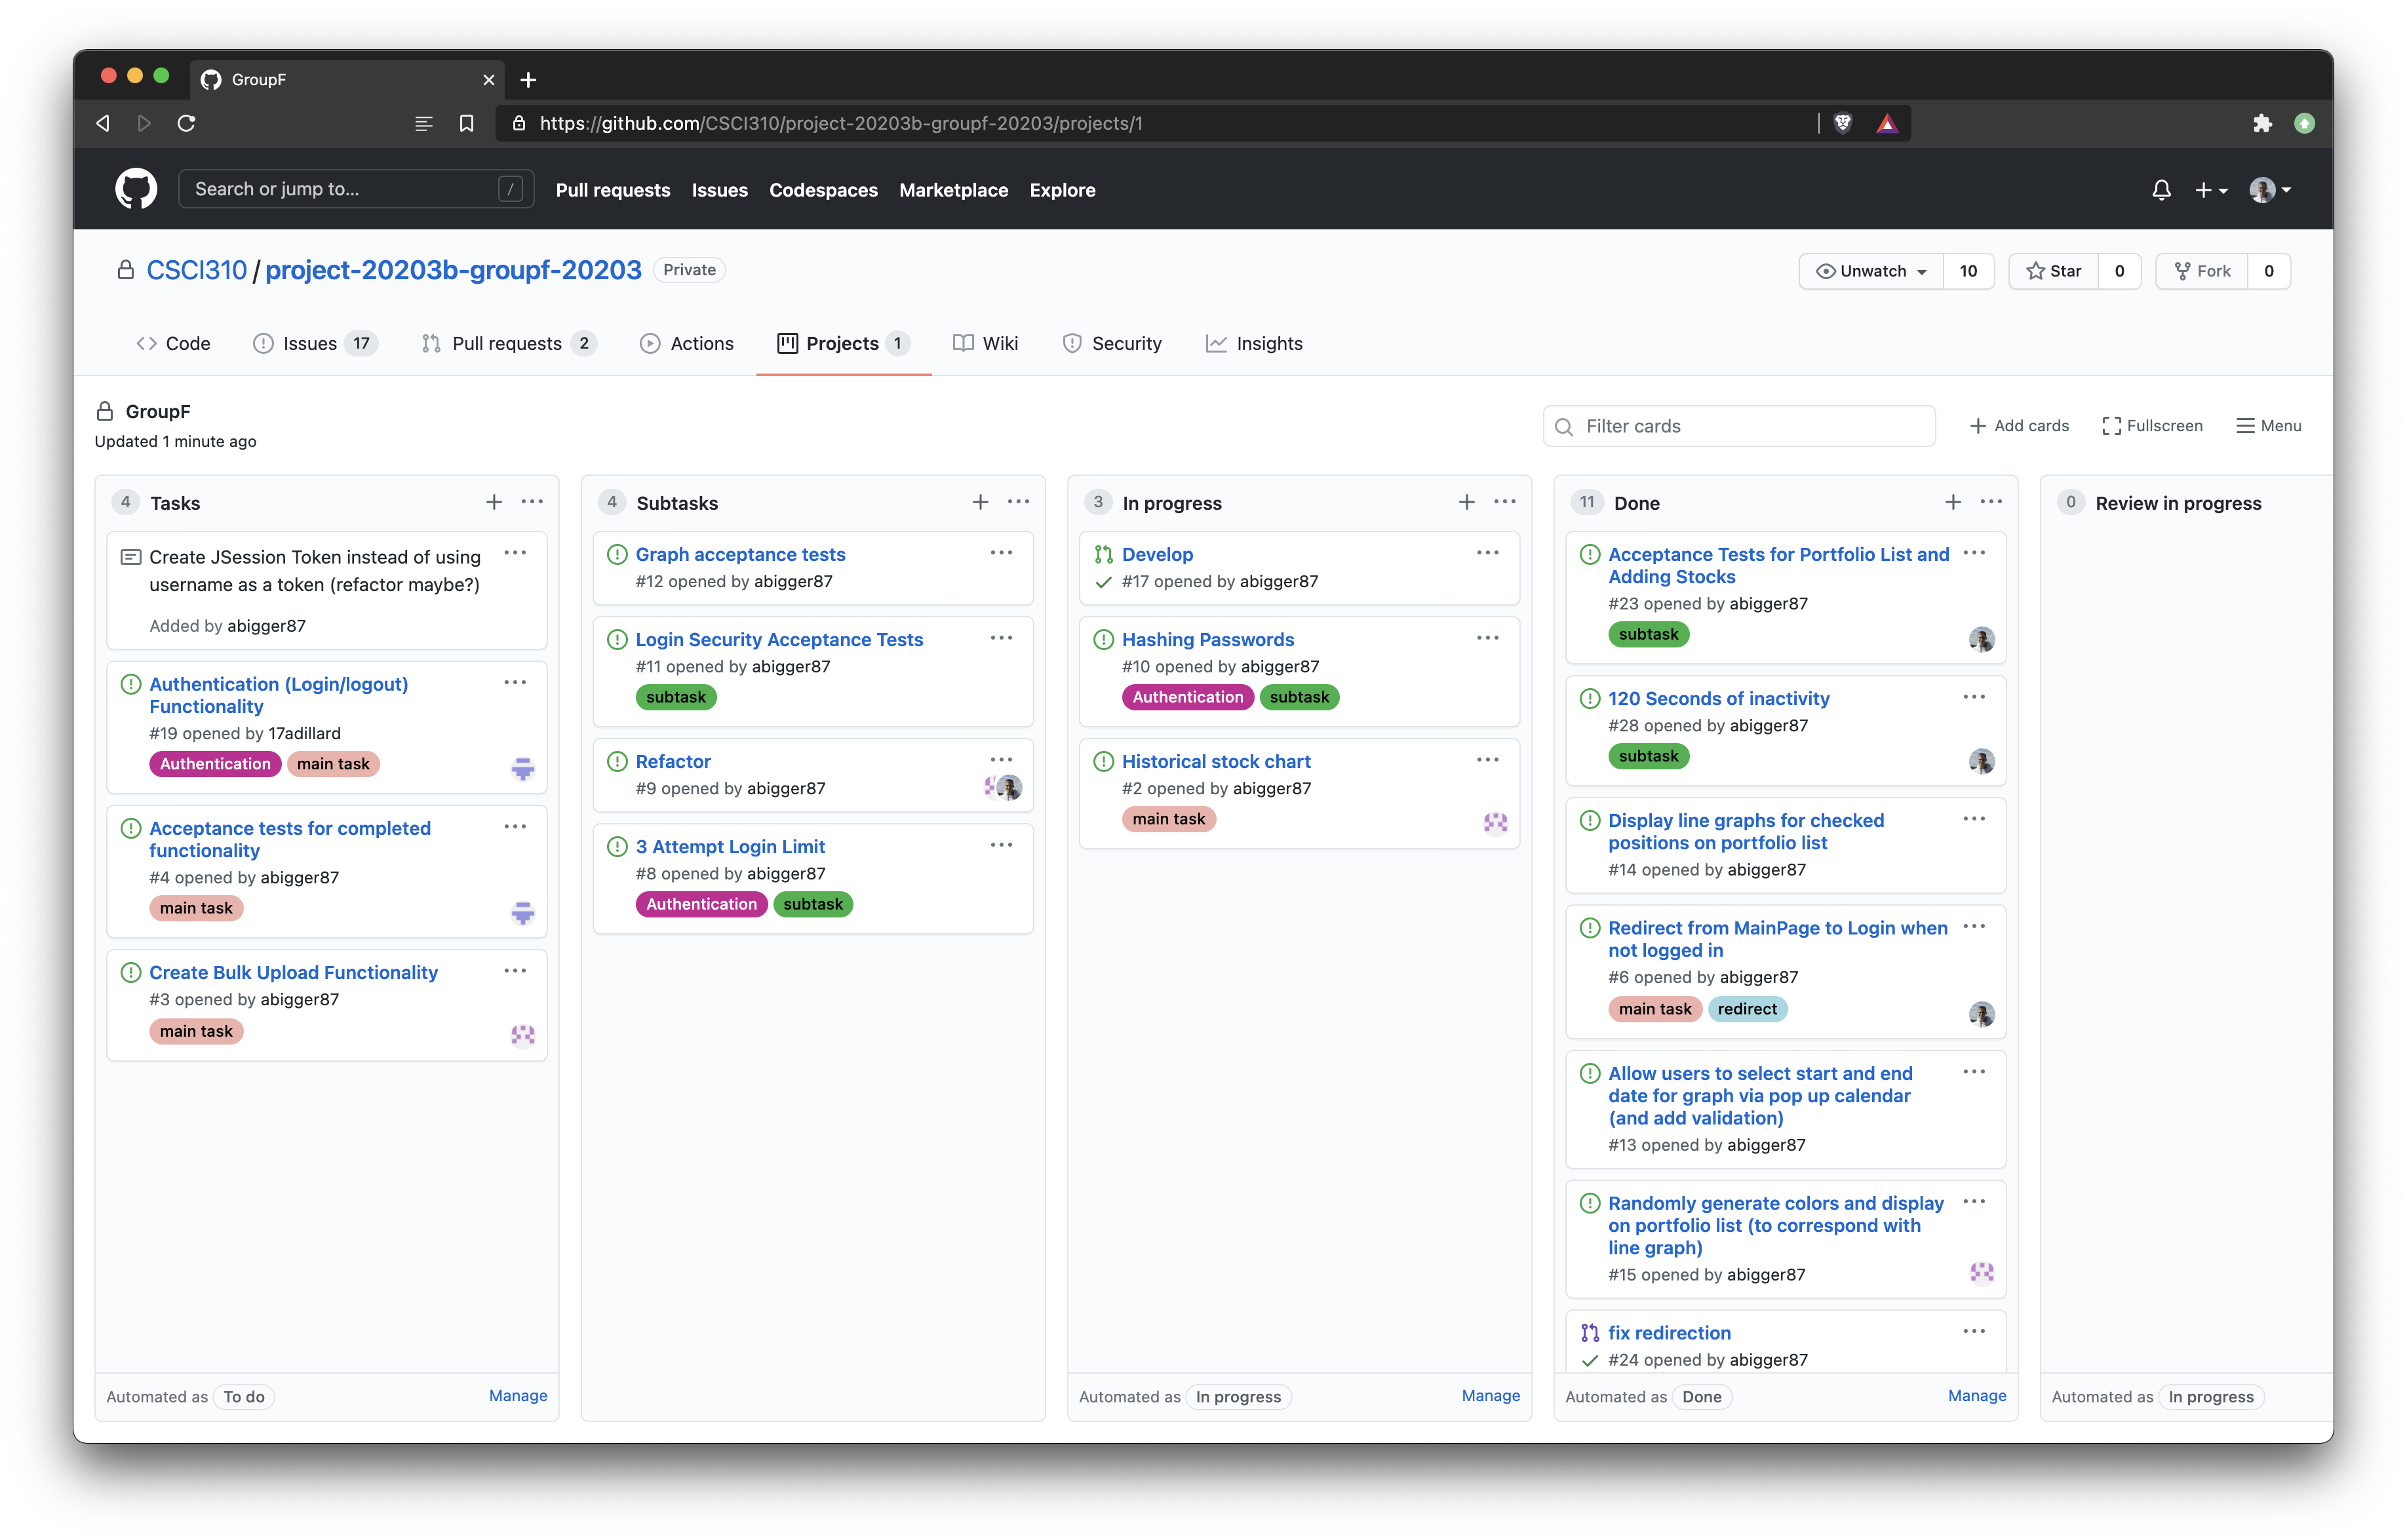 GroupF
https://github.com/CSCI310/project-20203b-groupf-20203/projects/1
Search or jump to... /
Pull requests Issues Codespaces Marketplace Explore
CSCI310 / project-20203b-groupf-20203 Private
Unwatch 10 Star 0 Fork 0
Code Issues 17 Pull requests 2 Actions Projects 1 Wiki Security Insights
GroupF
Updated 1 minute ago
Filter cards
Add cards Fullscreen Menu
4 Tasks
Create JSession Token instead of using
username as a token (refactor maybe?)
Added by abigger87
Authentication (Login/logout)
Functionality
#19 opened by 17adillard
Authentication main task
Acceptance tests for completed
functionality
#4 opened by abigger87
main task
Create Bulk Upload Functionality
#3 opened by abigger87
main task
Automated as To do Manage
4 Subtasks
Graph acceptance tests
#12 opened by abigger87
Login Security Acceptance Tests
#11 opened by abigger87
subtask
Refactor
#9 opened by abigger87
3 Attempt Login Limit
#8 opened by abigger87
Authentication subtask
3 In progress
Develop
#17 opened by abigger87
Hashing Passwords
#10 opened by abigger87
Authentication subtask
Historical stock chart
#2 opened by abigger87
main task
Automated as In progress Manage
11 Done
Acceptance Tests for Portfolio List and
Adding Stocks
#23 opened by abigger87
subtask
120 Seconds of inactivity
#28 opened by abigger87
subtask
Display line graphs for checked
positions on portfolio list
#14 opened by abigger87
Redirect from MainPage to Login when
not logged in
#6 opened by abigger87
main task redirect
Allow users to select start and end
date for graph via pop up calendar
(and add validation)
#13 opened by abigger87
Randomly generate colors and display
on portfolio list (to correspond with
line graph)
#15 opened by abigger87
fix redirection
#24 opened by abigger87
Automated as Done Manage
0 Review in progress
Automated as In progress